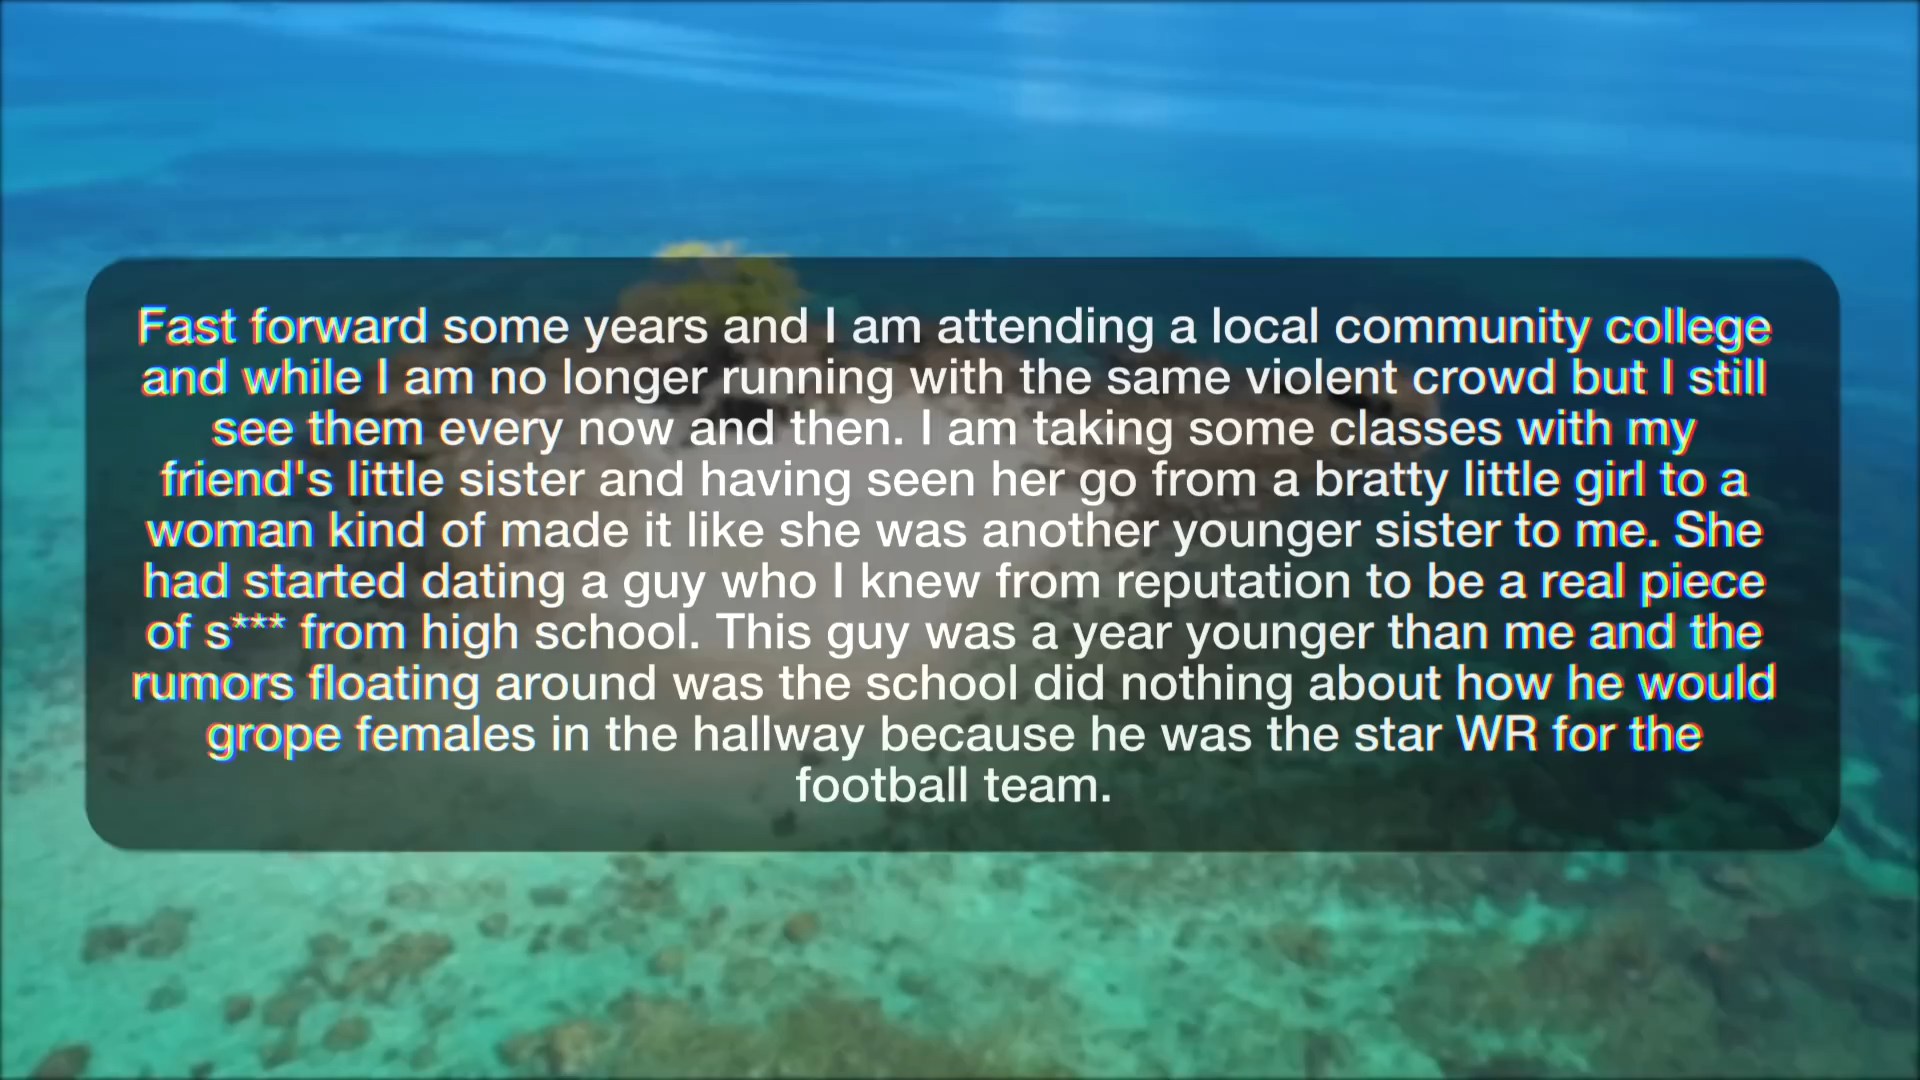 Fast forward some years and I am attending a local community college
and while I am no longer running with the same violent crowd but I still
see them every now and then. I am taking some classes with my
friend's little sister and having seen her go from a bratty little girl to a
woman kind of made it like she was another younger sister to me. She
had started dating a guy who I knew from reputation to be a real piece
of s*** from high school. This guy was a year younger than me and the
rumors floating around was the school did nothing about how he would
grope females in the hallway because he was the star WR for the
football team.